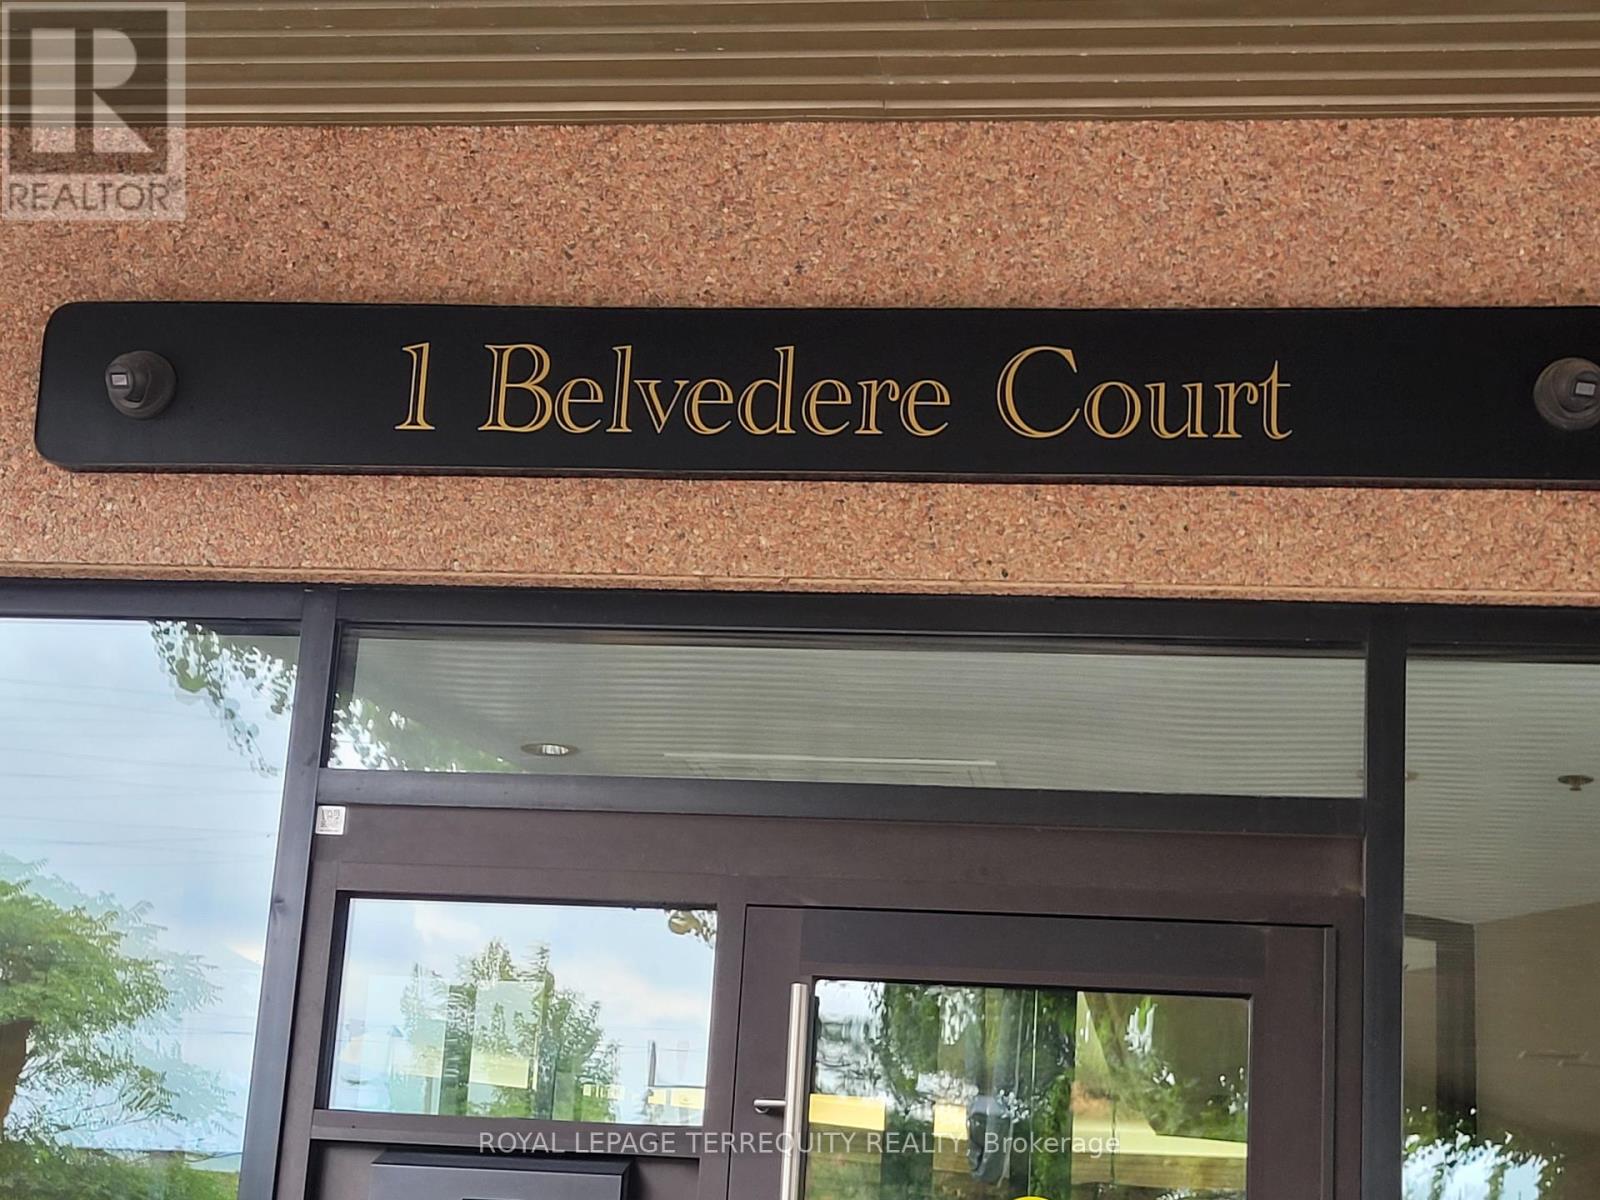 REALTOR®
1 Belvedere Court
ROYAL LEPAGE TERREQUITY REALTY, Brokerage